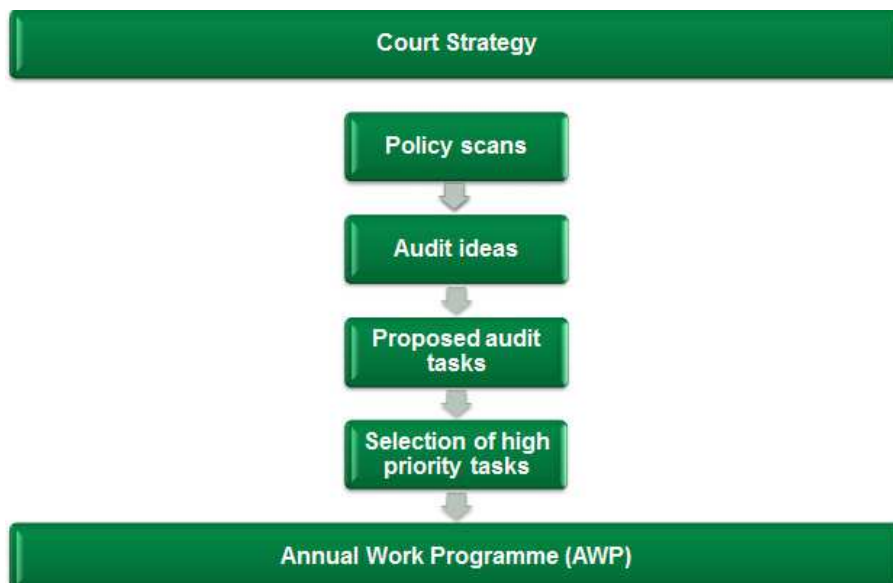 Court Strategy
Policy scans
Audit ideas
Proposed audit
tasks
Selection of high
priority tasks
Annual Work Programme (AWP)